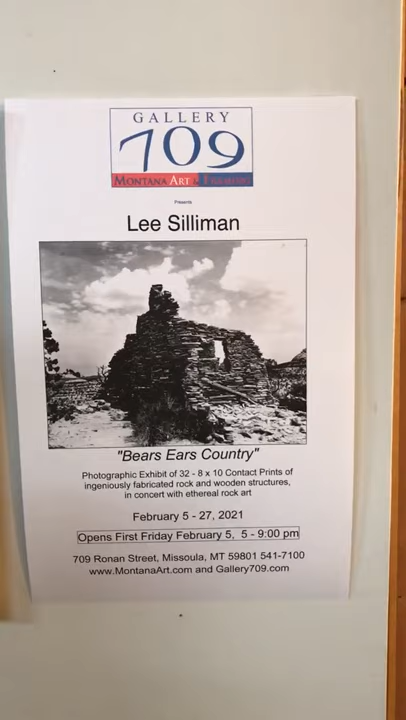 GALLERY
709
MONTANA ART & FRAMING
Presents
Lee Silliman
"Bears Ears Country"
Photographic Exhibit of 32 - 8 x 10 Contact Prints of
ingeniously fabricated rock and wooden structures,
in concert with ethereal rock art
February 5 - 27, 2021
Opens First Friday February 5, 5 - 9:00 pm
709 Ronan Street, Missoula, MT 59801 541-7100
www.MontanaArt.com and Gallery709.com